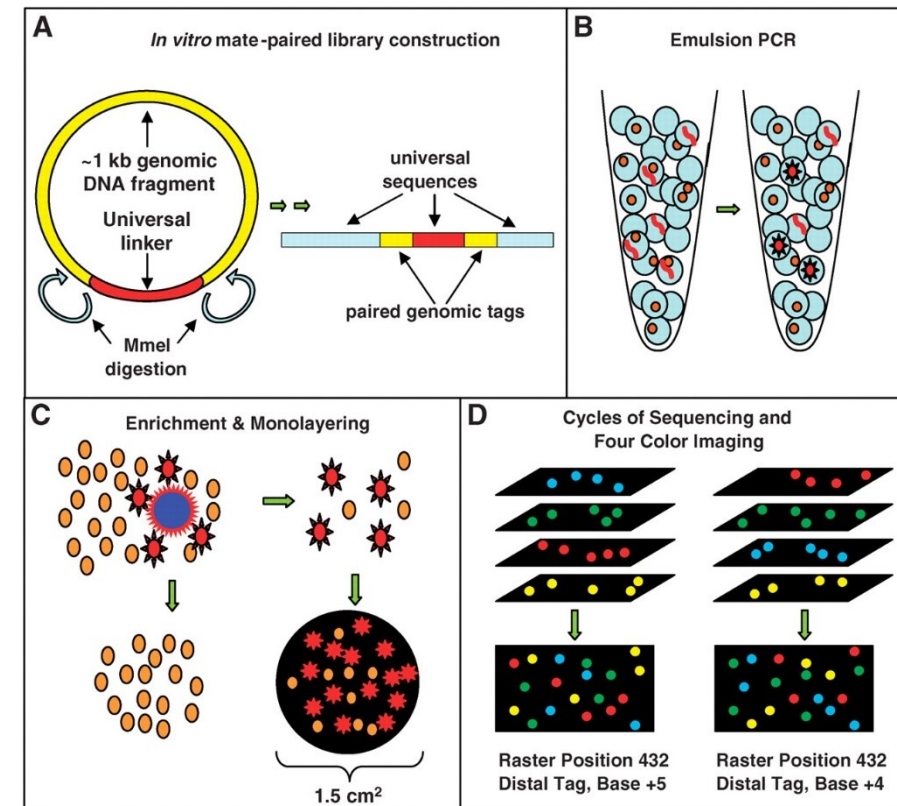 A
In vitro mate-paired library construction
~1 kb genomic
DNA fragment
Universal
linker
MmeI
digestion
universal
sequences
paired genomic tags
B
Emulsion PCR
C
Enrichment & Monolayering
1.5 cm²
D
Cycles of Sequencing and
Four Color Imaging
Raster Position 432
Distal Tag, Base +5
Raster Position 432
Distal Tag, Base +4